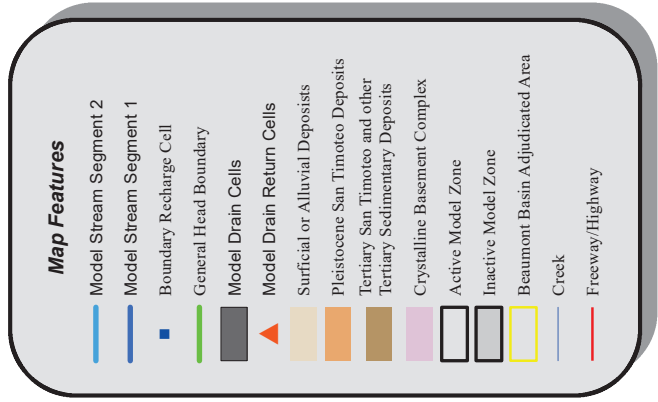 Map Features
Model Stream Segment 2
Model Stream Segment 1
Boundary Recharge Cell
General Head Boundary
Model Drain Cells
Model Drain Return Cells
Surficial or Alluvial Deposists
Pleistocene San Timoteo Deposits
Tertiary San Timoteo and other
Tertiary Sedimentary Deposits
Crystalline Basement Complex
Active Model Zone
Inactive Model Zone
Beaumont Basin Adjudicated Area
Creek
Freeway/Highway